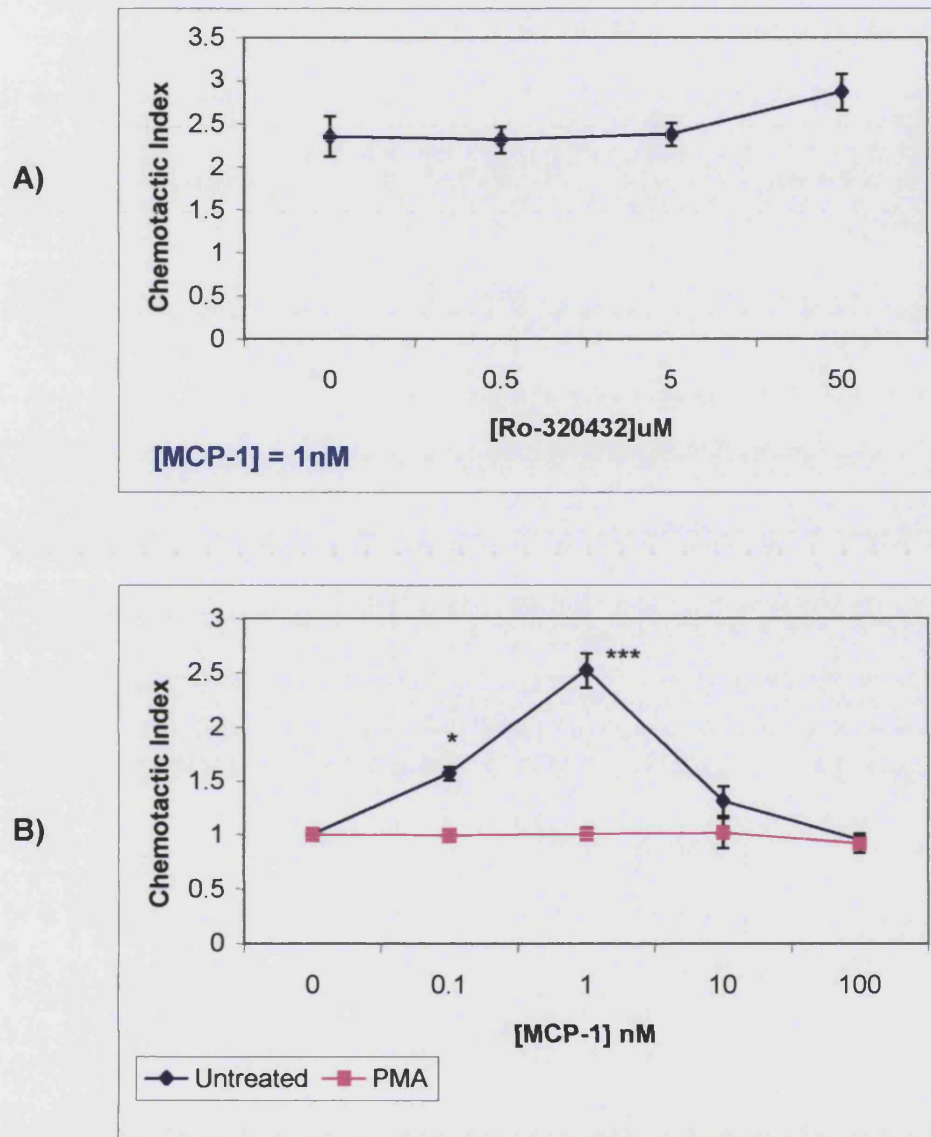 A)
Chemotactic Index
3.5
3
2.5
2
1.5
1
0.5
0
0 0.5 5 50
[Ro-320432]uM
[MCP-1] = 1nM
B)
Chemotactic Index
3
2.5
2
1.5
1
0.5
0
*
***
0 0.1 1 10 100
[MCP-1] nM
Untreated PMA